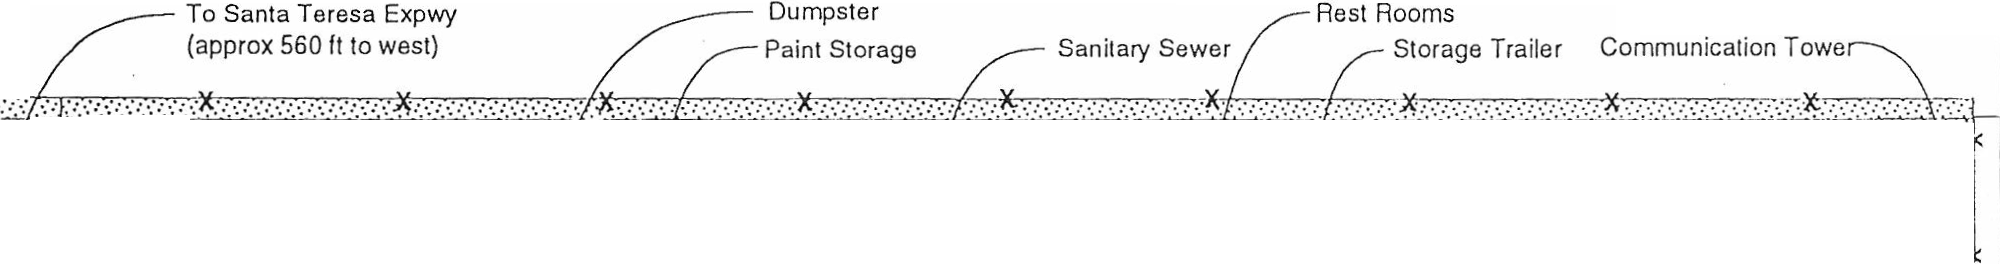 To Santa Teresa Expwy
(approx 560 ft to west)
Dumpster
Paint Storage
Sanitary Sewer
Rest Rooms
Storage Trailer
Communication Tower